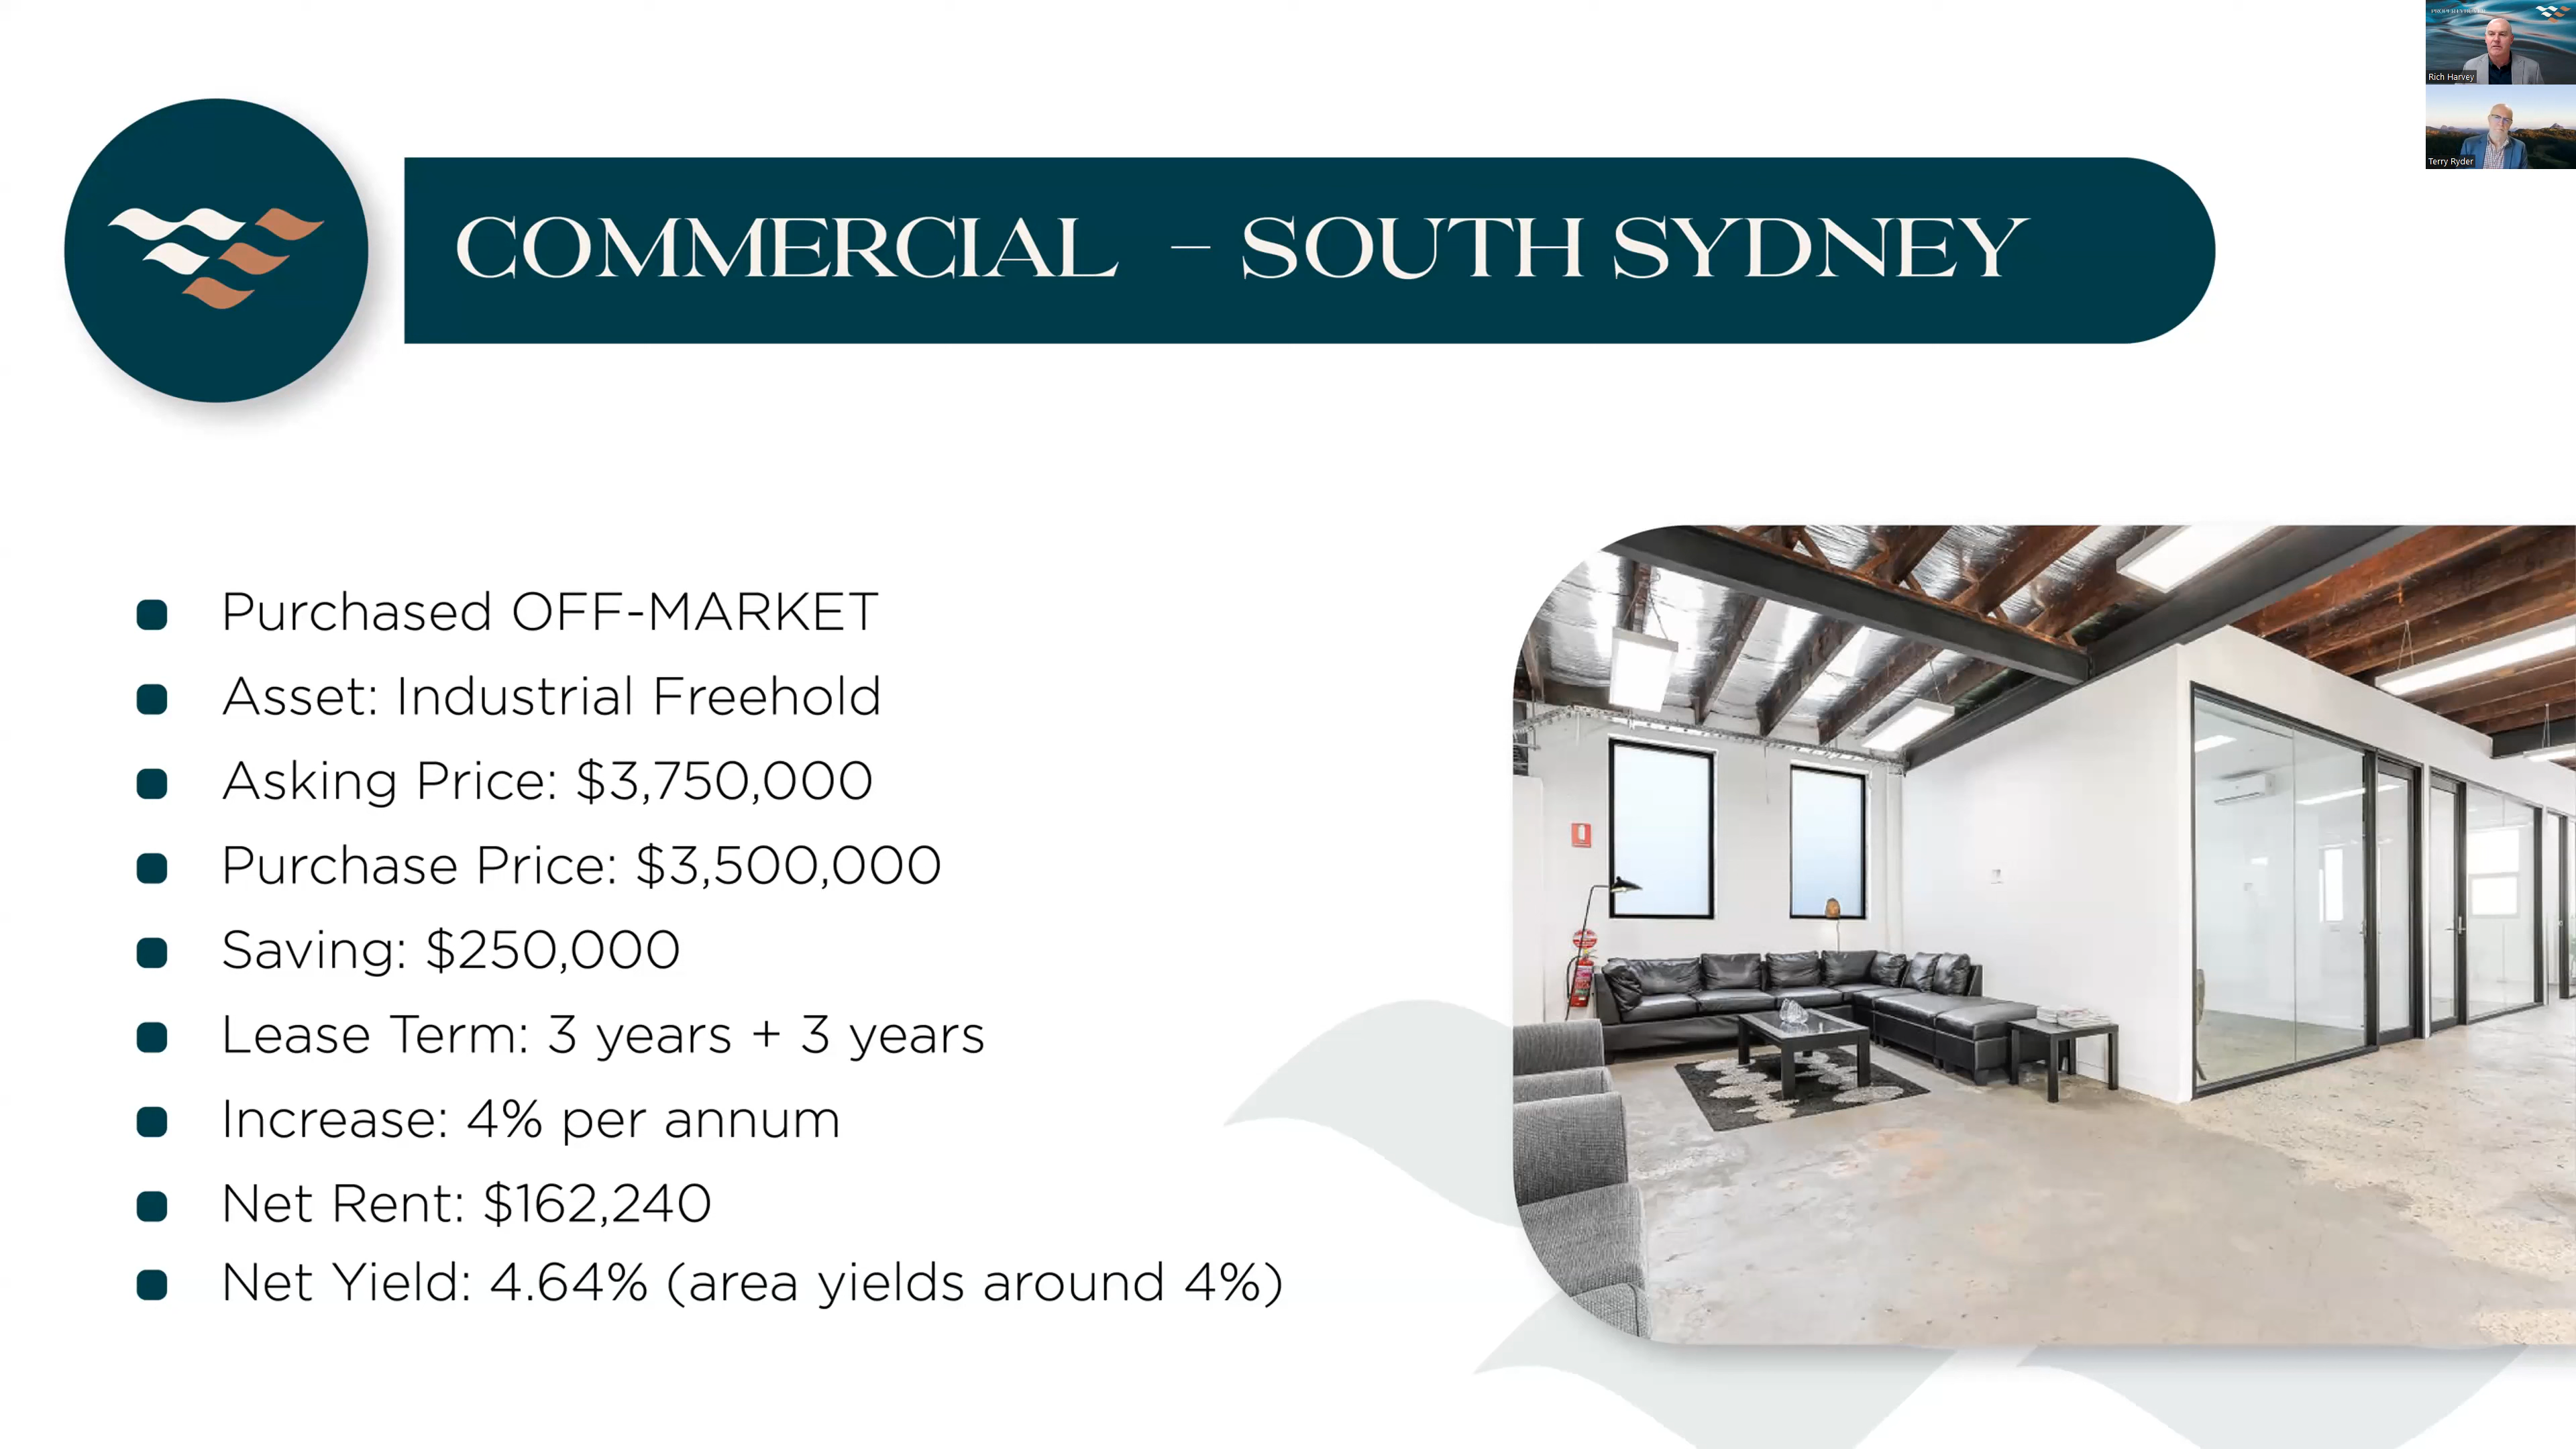 COMMERCIAL – SOUTH SYDNEY
Rich Harvey
Terry Ryder
Purchased OFF-MARKET
Asset: Industrial Freehold
Asking Price: $3,750,000
Purchase Price: $3,500,000
Saving: $250,000
Lease Term: 3 years + 3 years
Increase: 4% per annum
Net Rent: $162,240
Net Yield: 4.64% (area yields around 4%)